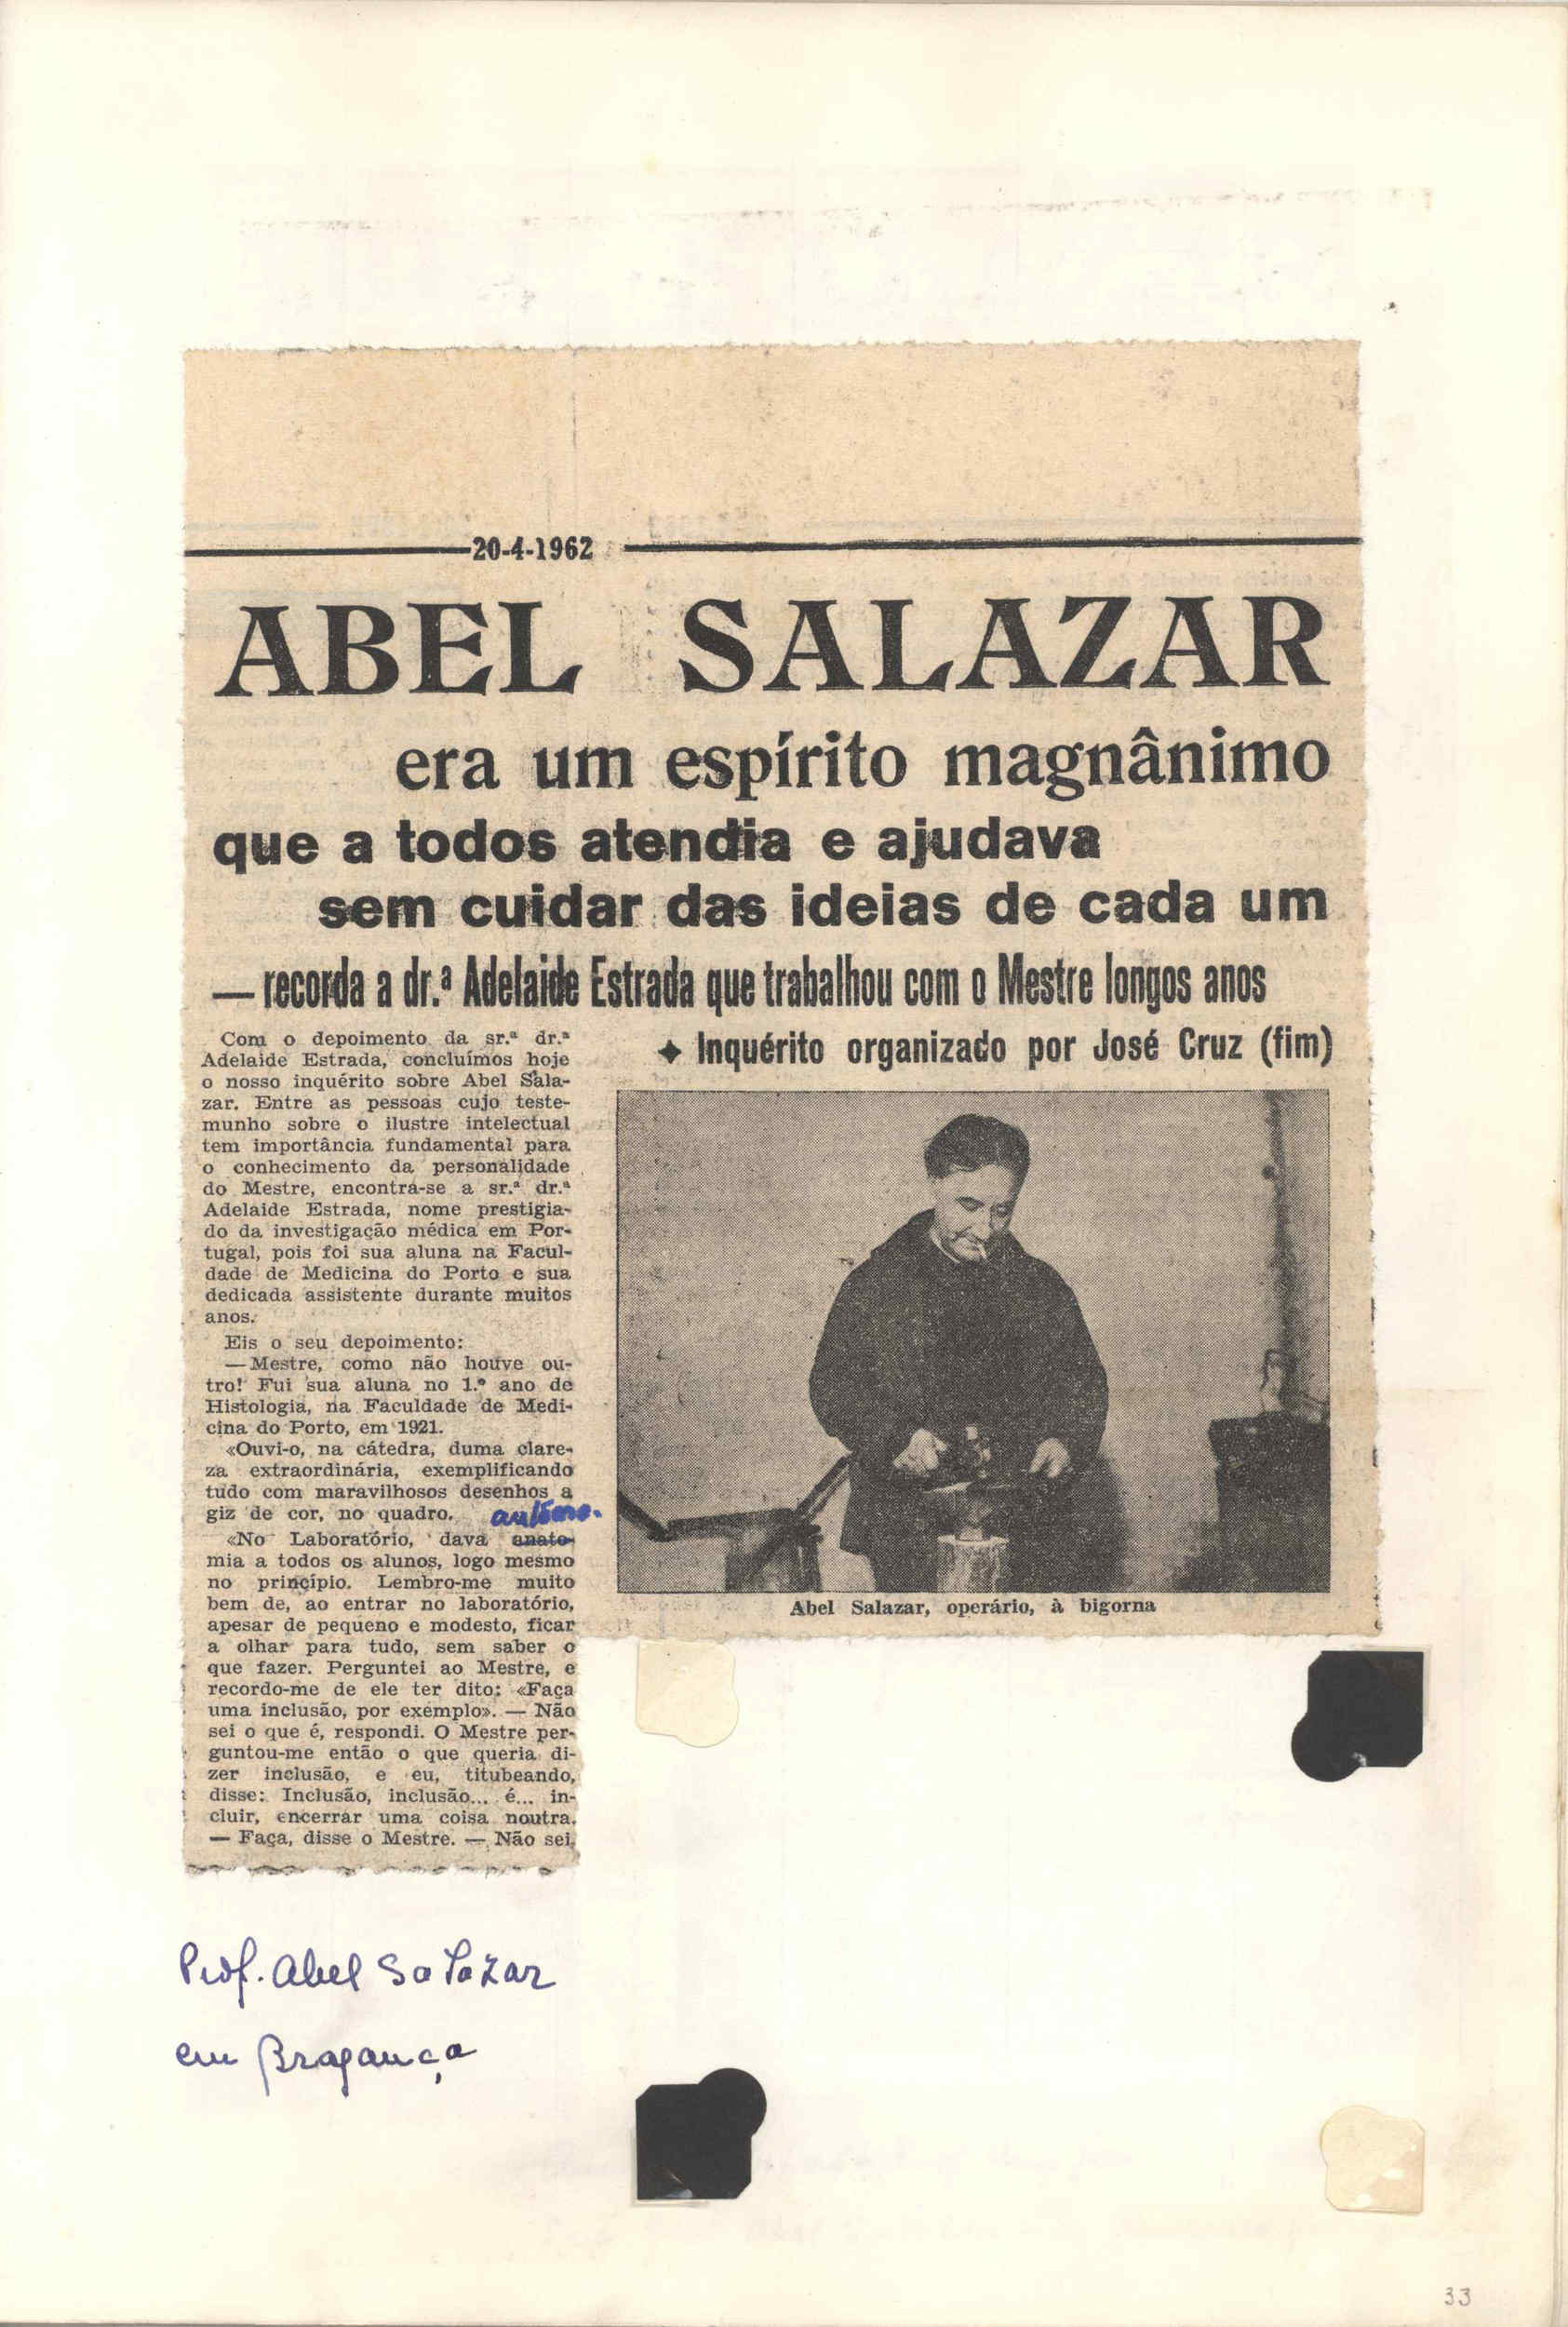 20-4-1962
ABEL SALAZAR
era um espírito magnânimo
que a todos atendia e ajudava
sem cuidar das ideias de cada um
— recorda a dr.ª Adelaide Estrada que trabalhou com o Mestre longos anos
Com o depoimento da sr.ª dr.ª
Adelaide Estrada, concluímos hoje
o nosso inquérito sobre Abel Sala-
zar. Entre as pessoas cujo teste-
munho sobre o ilustre intelectual
tem importância fundamental para
o conhecimento da personalidade
do Mestre, encontra-se a sr.ª dr.ª
Adelaide Estrada, nome prestigia-
do da investigação médica em Por-
tugal, pois foi sua aluna na Facul-
dade de Medicina do Porto e sua
dedicada assistente durante muitos
anos.
Eis o seu depoimento:
—Mestre, como não houve ou-
tro! Fui sua aluna no 1.º ano de
Histologia, na Faculdade de Medi-
cina do Porto, em 1921.
«Ouvi-o, na cátedra, duma clare-
za extraordinária, exemplificando
tudo com maravilhosos desenhos a
giz de cor, no quadro.
«No Laboratório, dava anato-
mia a todos os alunos, logo mesmo
no princípio. Lembro-me muito
bem de, ao entrar no laboratório,
apesar de pequeno e modesto, ficar
a olhar para tudo, sem saber o
que fazer. Perguntei ao Mestre, e
recordo-me de ele ter dito: «Faça
uma inclusão, por exemplo». — Não
sei o que é, respondi. O Mestre per-
guntou-me então o que queria di-
zer inclusão, e eu, titubeando,
disse: Inclusão, inclusão... é... in-
cluir, encerrar uma coisa noutra.
— Faça, disse o Mestre. — Não sei,
♦ Inquérito organizado por José Cruz (fim)
Abel Salazar, operário, à bigorna
Prof. Abel Salazar
em Bragança
33